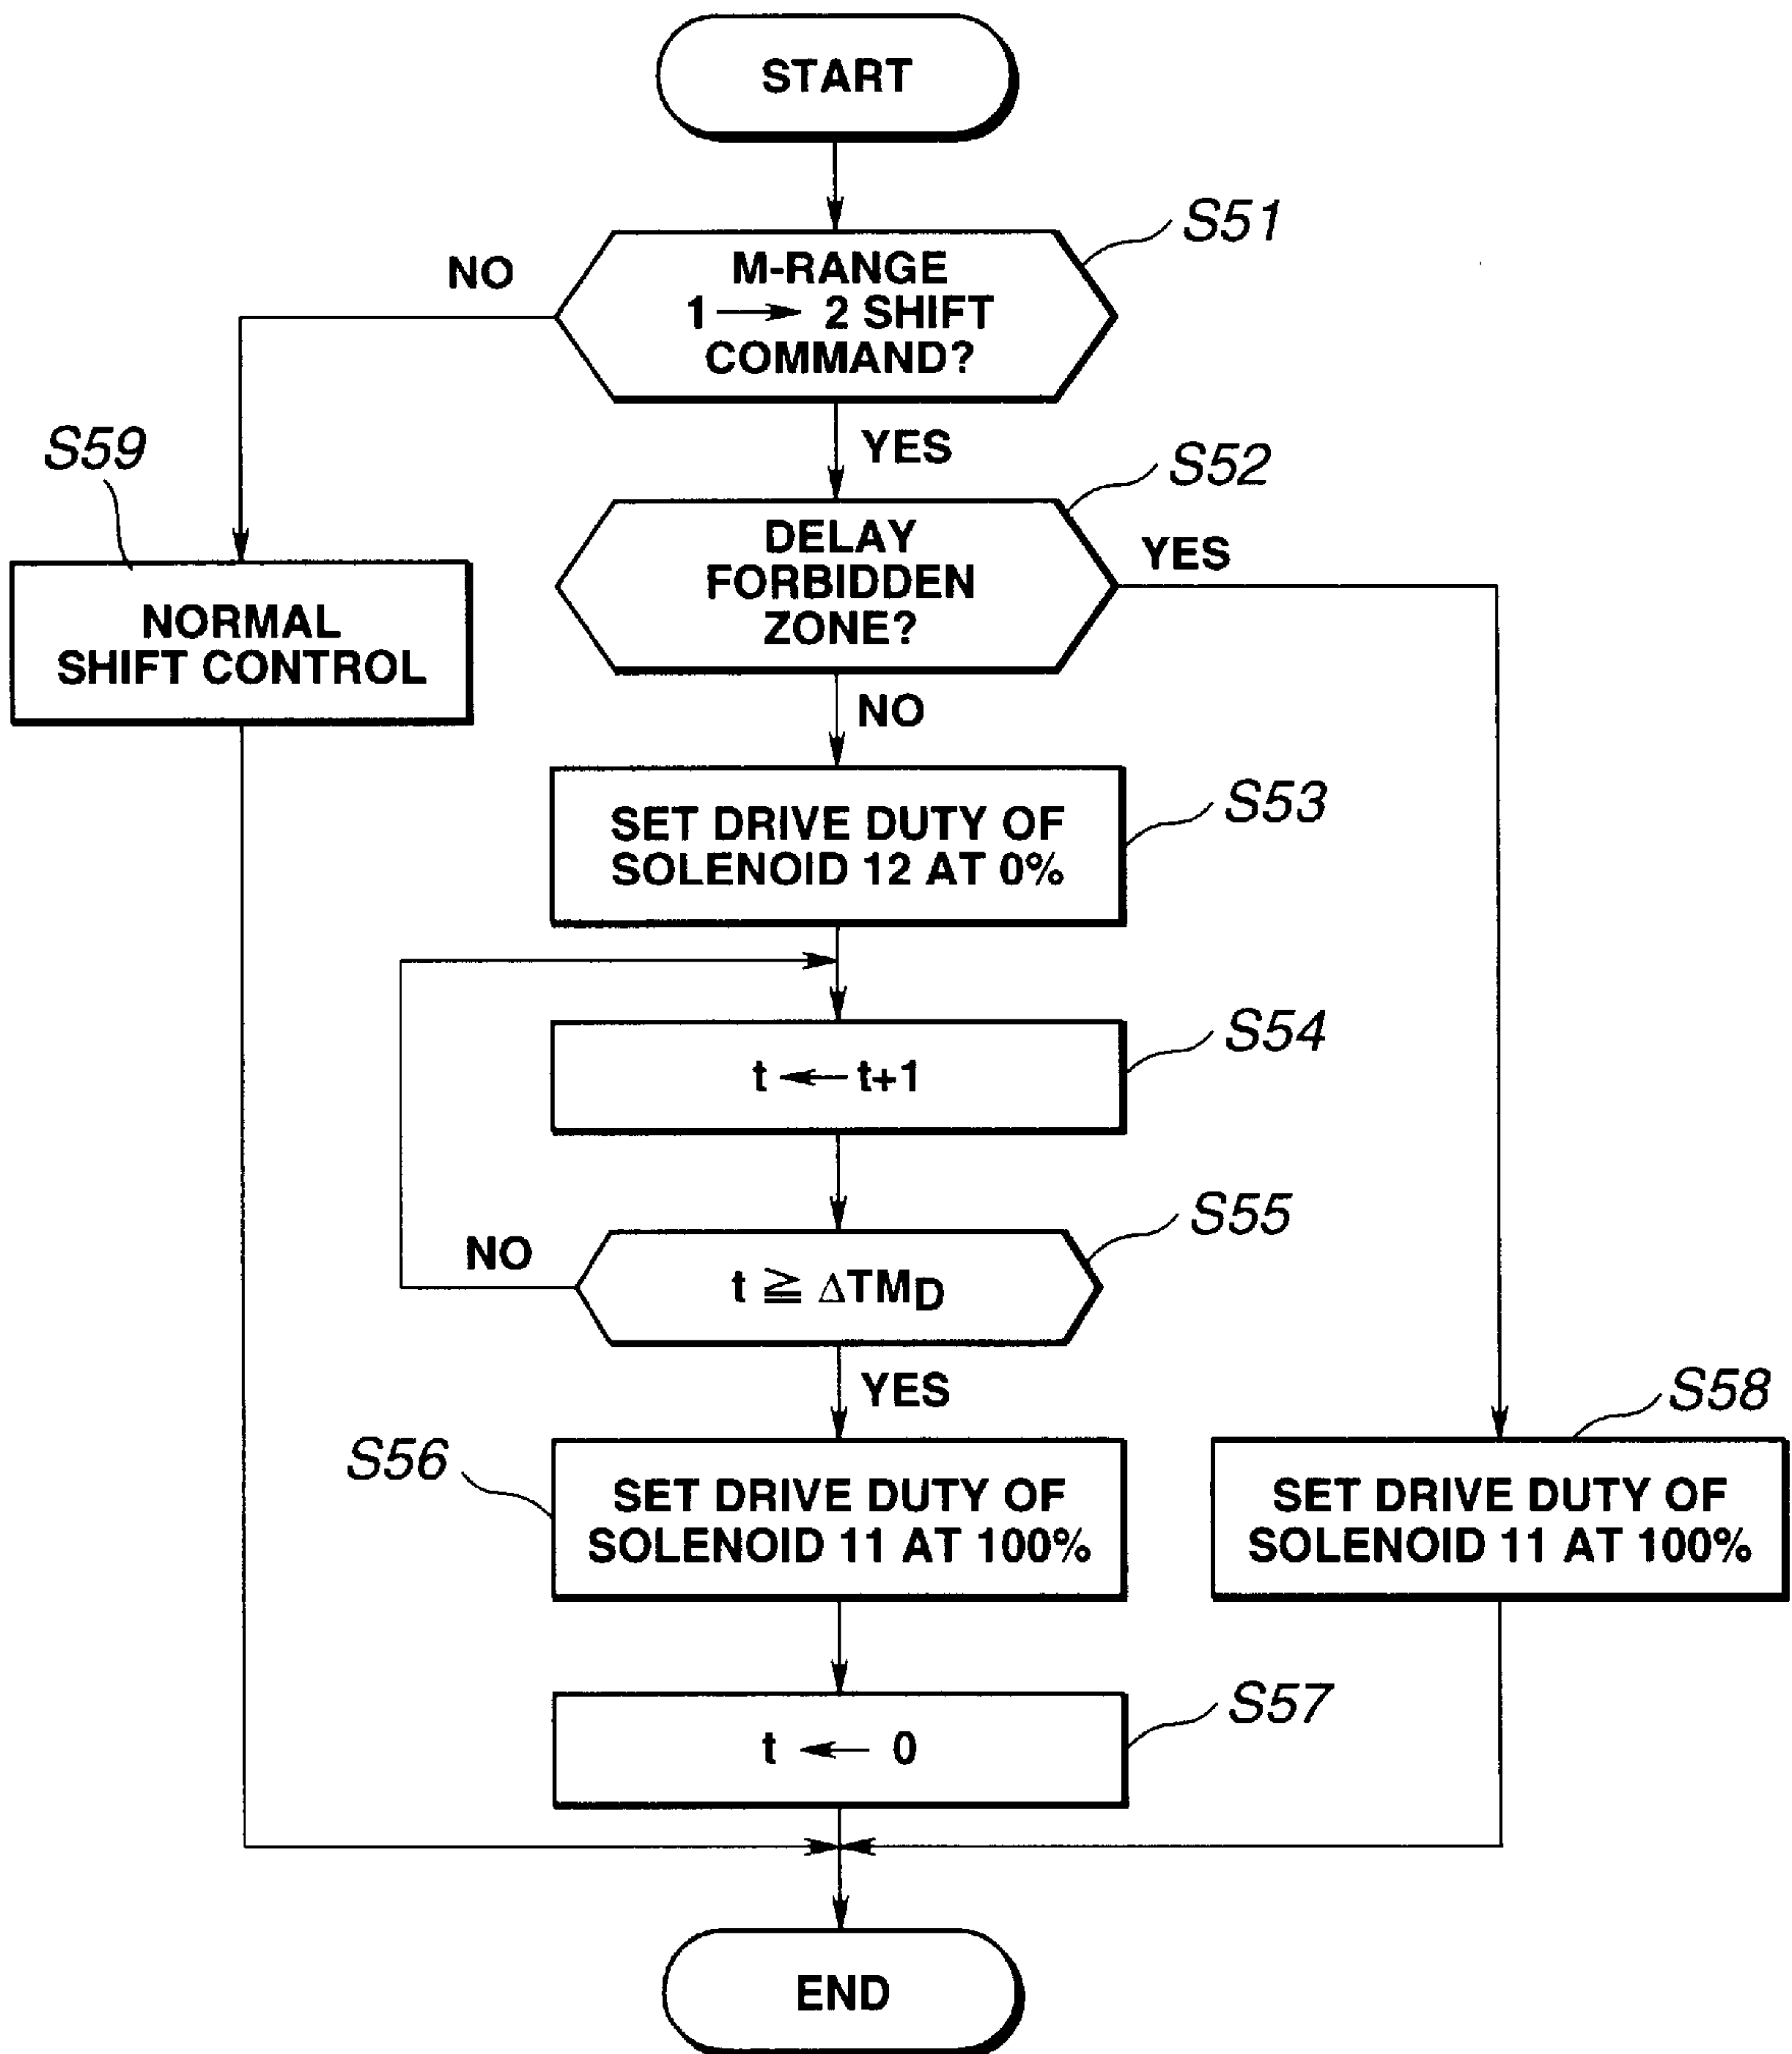 START
S51
NO
M-RANGE
1 → 2 SHIFT
COMMAND?
S59
YES
S52
DELAY
FORBIDDEN
ZONE?
YES
NORMAL
SHIFT CONTROL
NO
S53
SET DRIVE DUTY OF
SOLENOID 12 AT 0%
S54
t ← t+1
S55
NO
t ≧ ΔTMD
YES
S58
S56
SET DRIVE DUTY OF
SOLENOID 11 AT 100%
SET DRIVE DUTY OF
SOLENOID 11 AT 100%
S57
t ← 0
END